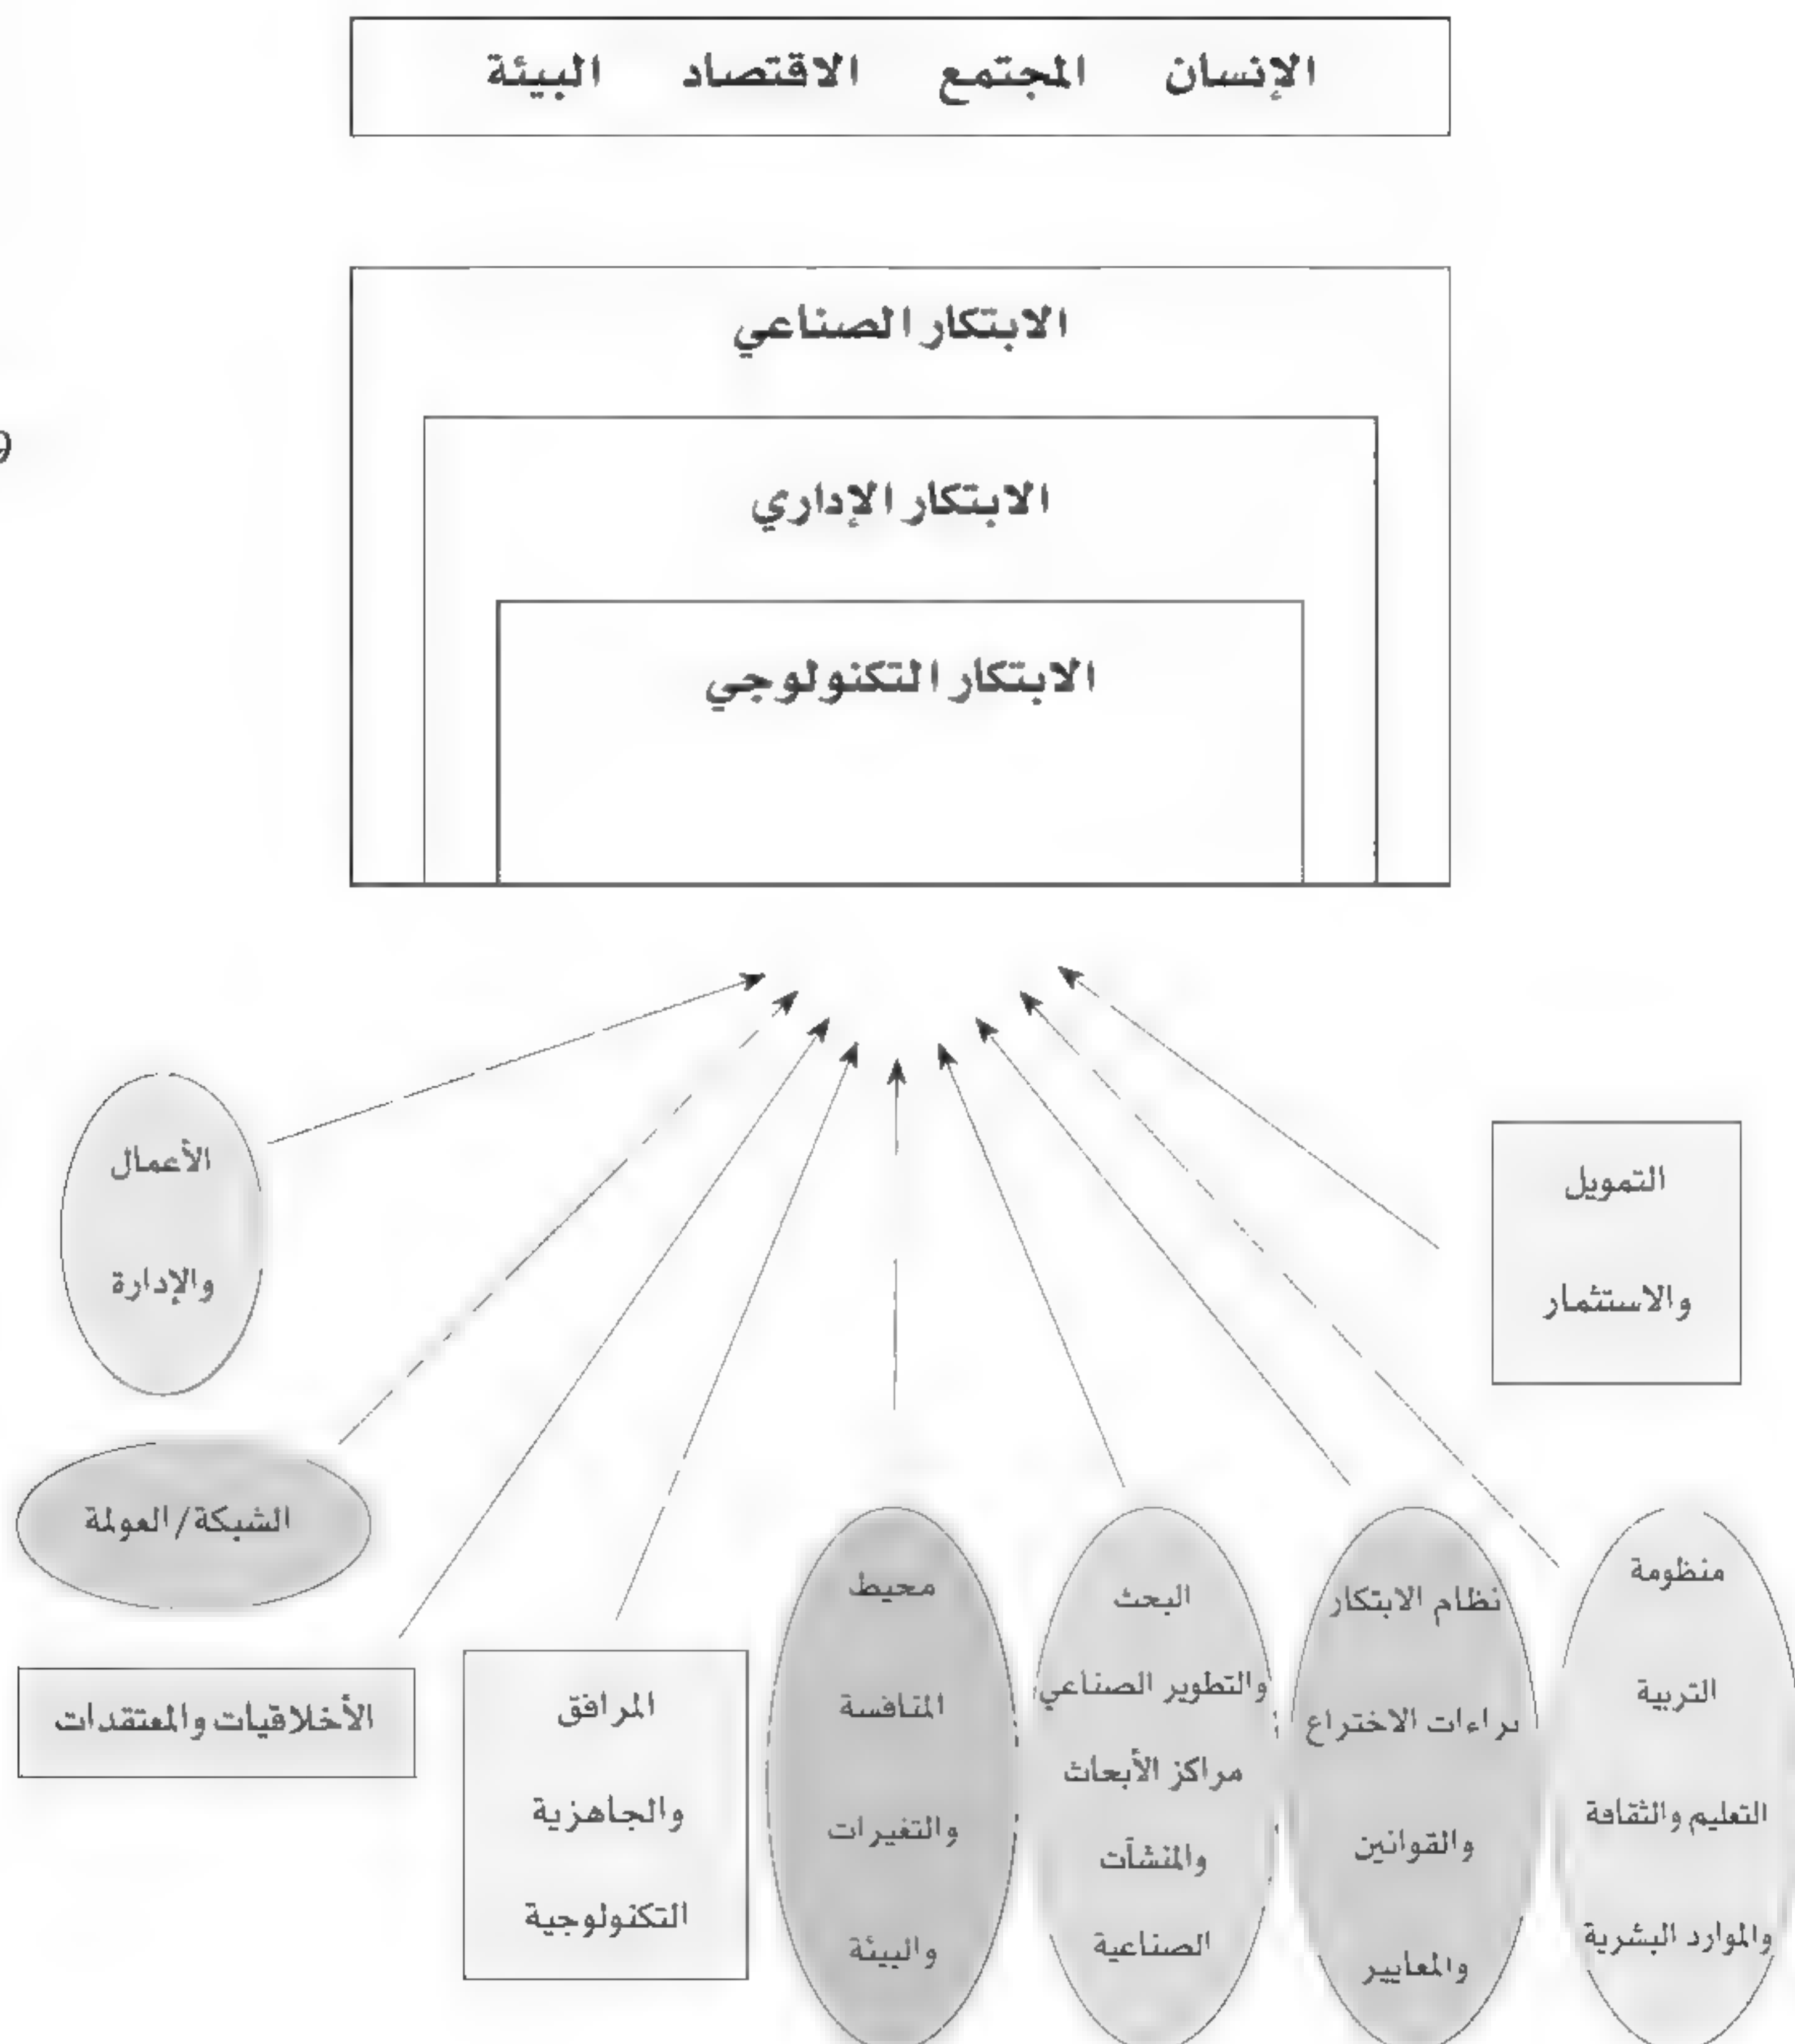 الإنسان المجتمع الاقتصاد البيئة
الابتكار الصناعي
الابتكار الإداري
الابتكار التكنولوجي
9
التمويل
والاستثمار
الأعمال
والإدارة
الشبكة/العولمة
الأخلاقيات والمعتقدات
منظومة
التربية
التعليم والثقافة
والموارد البشرية
نظام الابتكار
براءات الاختراع
والقوانين
والمعايير
البحث
والتطوير الصناعي
مراكز الأبحاث
والمنشآت
الصناعية
محيط
المنافسة
والتغيرات
والبيئة
المرافق
والجاهزية
التكنولوجية